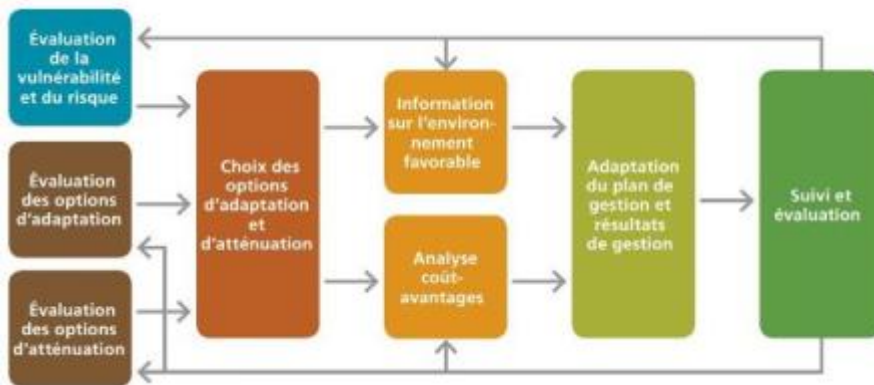 Évaluation
de la
vulnérabilité
et du risque
Évaluation
des options
d'adaptation
Évaluation
des options
d'atténuation
Choix des
options
d'adaptation
et
d'atténuation
Information
sur l'environ-
nement
favorable
Analyse
coût-
avantages
Adaptation
du plan de
gestion et
résultats
de gestion
Suivi et
évaluation